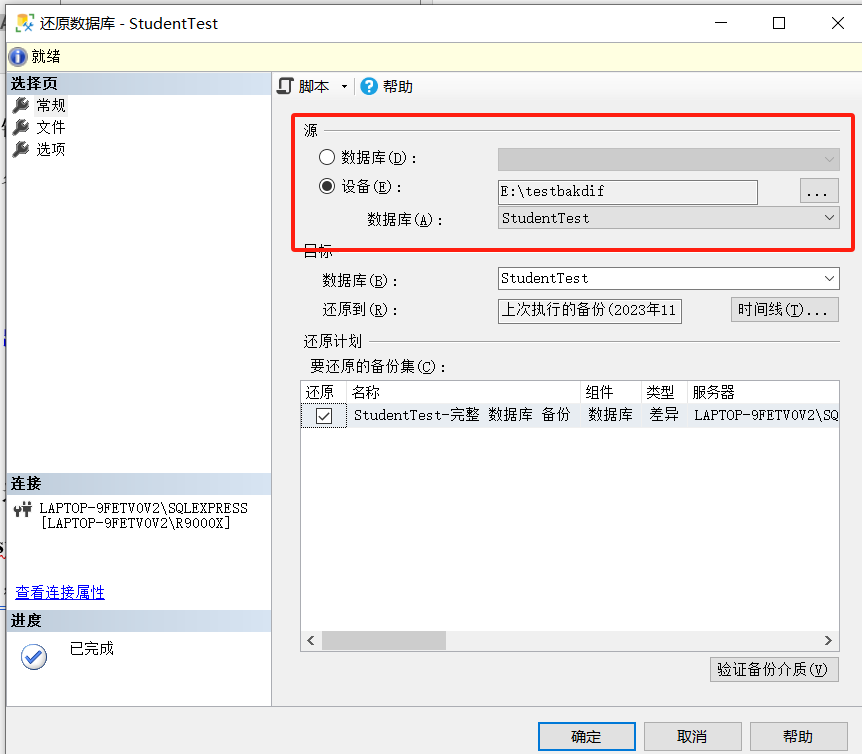 还原数据库 - StudentTest
就绪
选择页
常规
文件
选项
脚本
帮助
源
数据库(D):
设备(E):
E:\testbakdif
...
数据库(A):
StudentTest
目标
数据库(B):
StudentTest
还原到(R):
上次执行的备份(2023年11
时间线(T)...
还原计划
要还原的备份集(C):
还原 名称 组件 类型 服务器
StudentTest-完整 数据库 备份 数据库 差异 LAPTOP-9FETV0V2\SQ
连接
LAPTOP-9FETV0V2\SQLEXPRESS
[LAPTOP-9FETV0V2\R9000X]
查看连接属性
进度
已完成
验证备份介质(V)
确定
取消
帮助